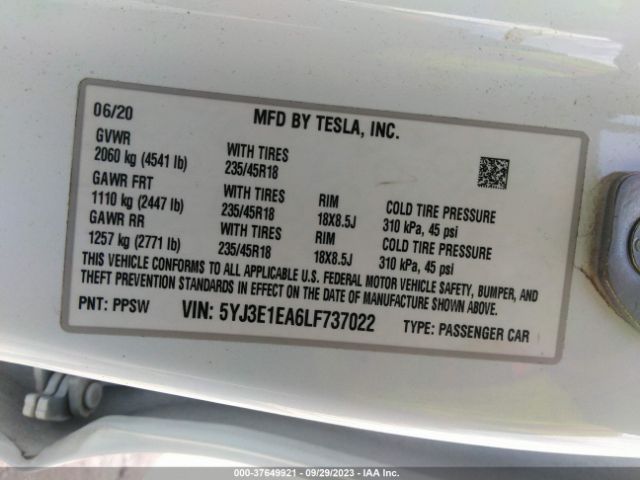 06/20 MFD BY TESLA, INC.
GVWR
2060 kg (4541 lb) WITH TIRES 235/45R18
GAWR FRT
1110 kg (2447 lb) WITH TIRES 235/45R18 RIM 18X8.5J COLD TIRE PRESSURE 310 kPa, 45 psi
GAWR RR
1257 kg (2771 lb) WITH TIRES 235/45R18 RIM 18X8.5J COLD TIRE PRESSURE 310 kPa, 45 psi
THIS VEHICLE CONFORMS TO ALL APPLICABLE U.S. FEDERAL MOTOR VEHICLE SAFETY, BUMPER, AND
THEFT PREVENTION STANDARDS IN EFFECT ON THE DATE OF MANUFACTURE SHOWN ABOVE.
PNT: PPSW VIN: 5YJ3E1EA6LF737022 TYPE: PASSENGER CAR
000-37649921 - 09/29/2023 - IAA Inc.